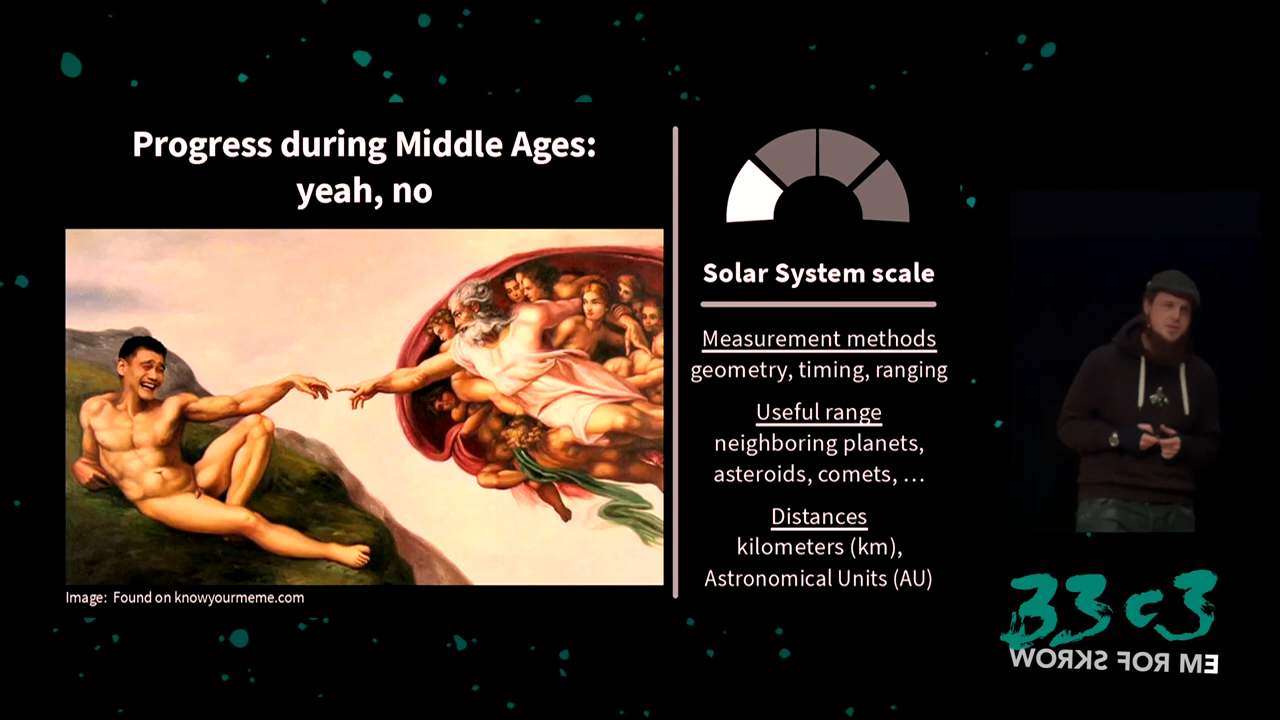 Progress during Middle Ages:
yeah, no
Image: Found on knowyourmeme.com
Solar System scale
Measurement methods
geometry, timing, ranging
Useful range
neighboring planets,
asteroids, comets, …
Distances
kilometers (km),
Astronomical Units (AU)
33c3
WORKS FOR ME